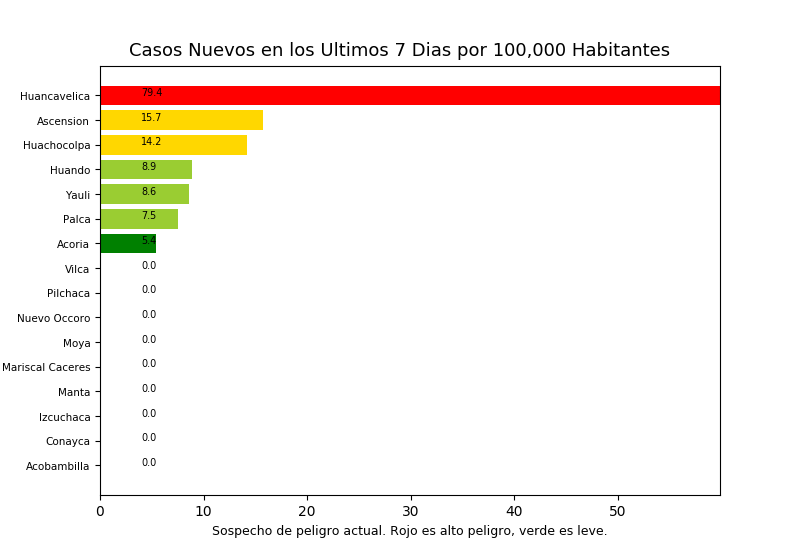 Casos Nuevos en los Ultimos 7 Dias por 100,000 Habitantes
Huancavelica 79.4
Ascension 15.7
Huachocolpa 14.2
Huando 8.9
Yauli 8.6
Palca 7.5
Acoria 5.4
Vilca 0.0
Pilchaca 0.0
Nuevo Occoro 0.0
Moya 0.0
Mariscal Caceres 0.0
Manta 0.0
Izcuchaca 0.0
Conayca 0.0
Acobambilla 0.0
0 10 20 30 40 50
Sospecho de peligro actual. Rojo es alto peligro, verde es leve.